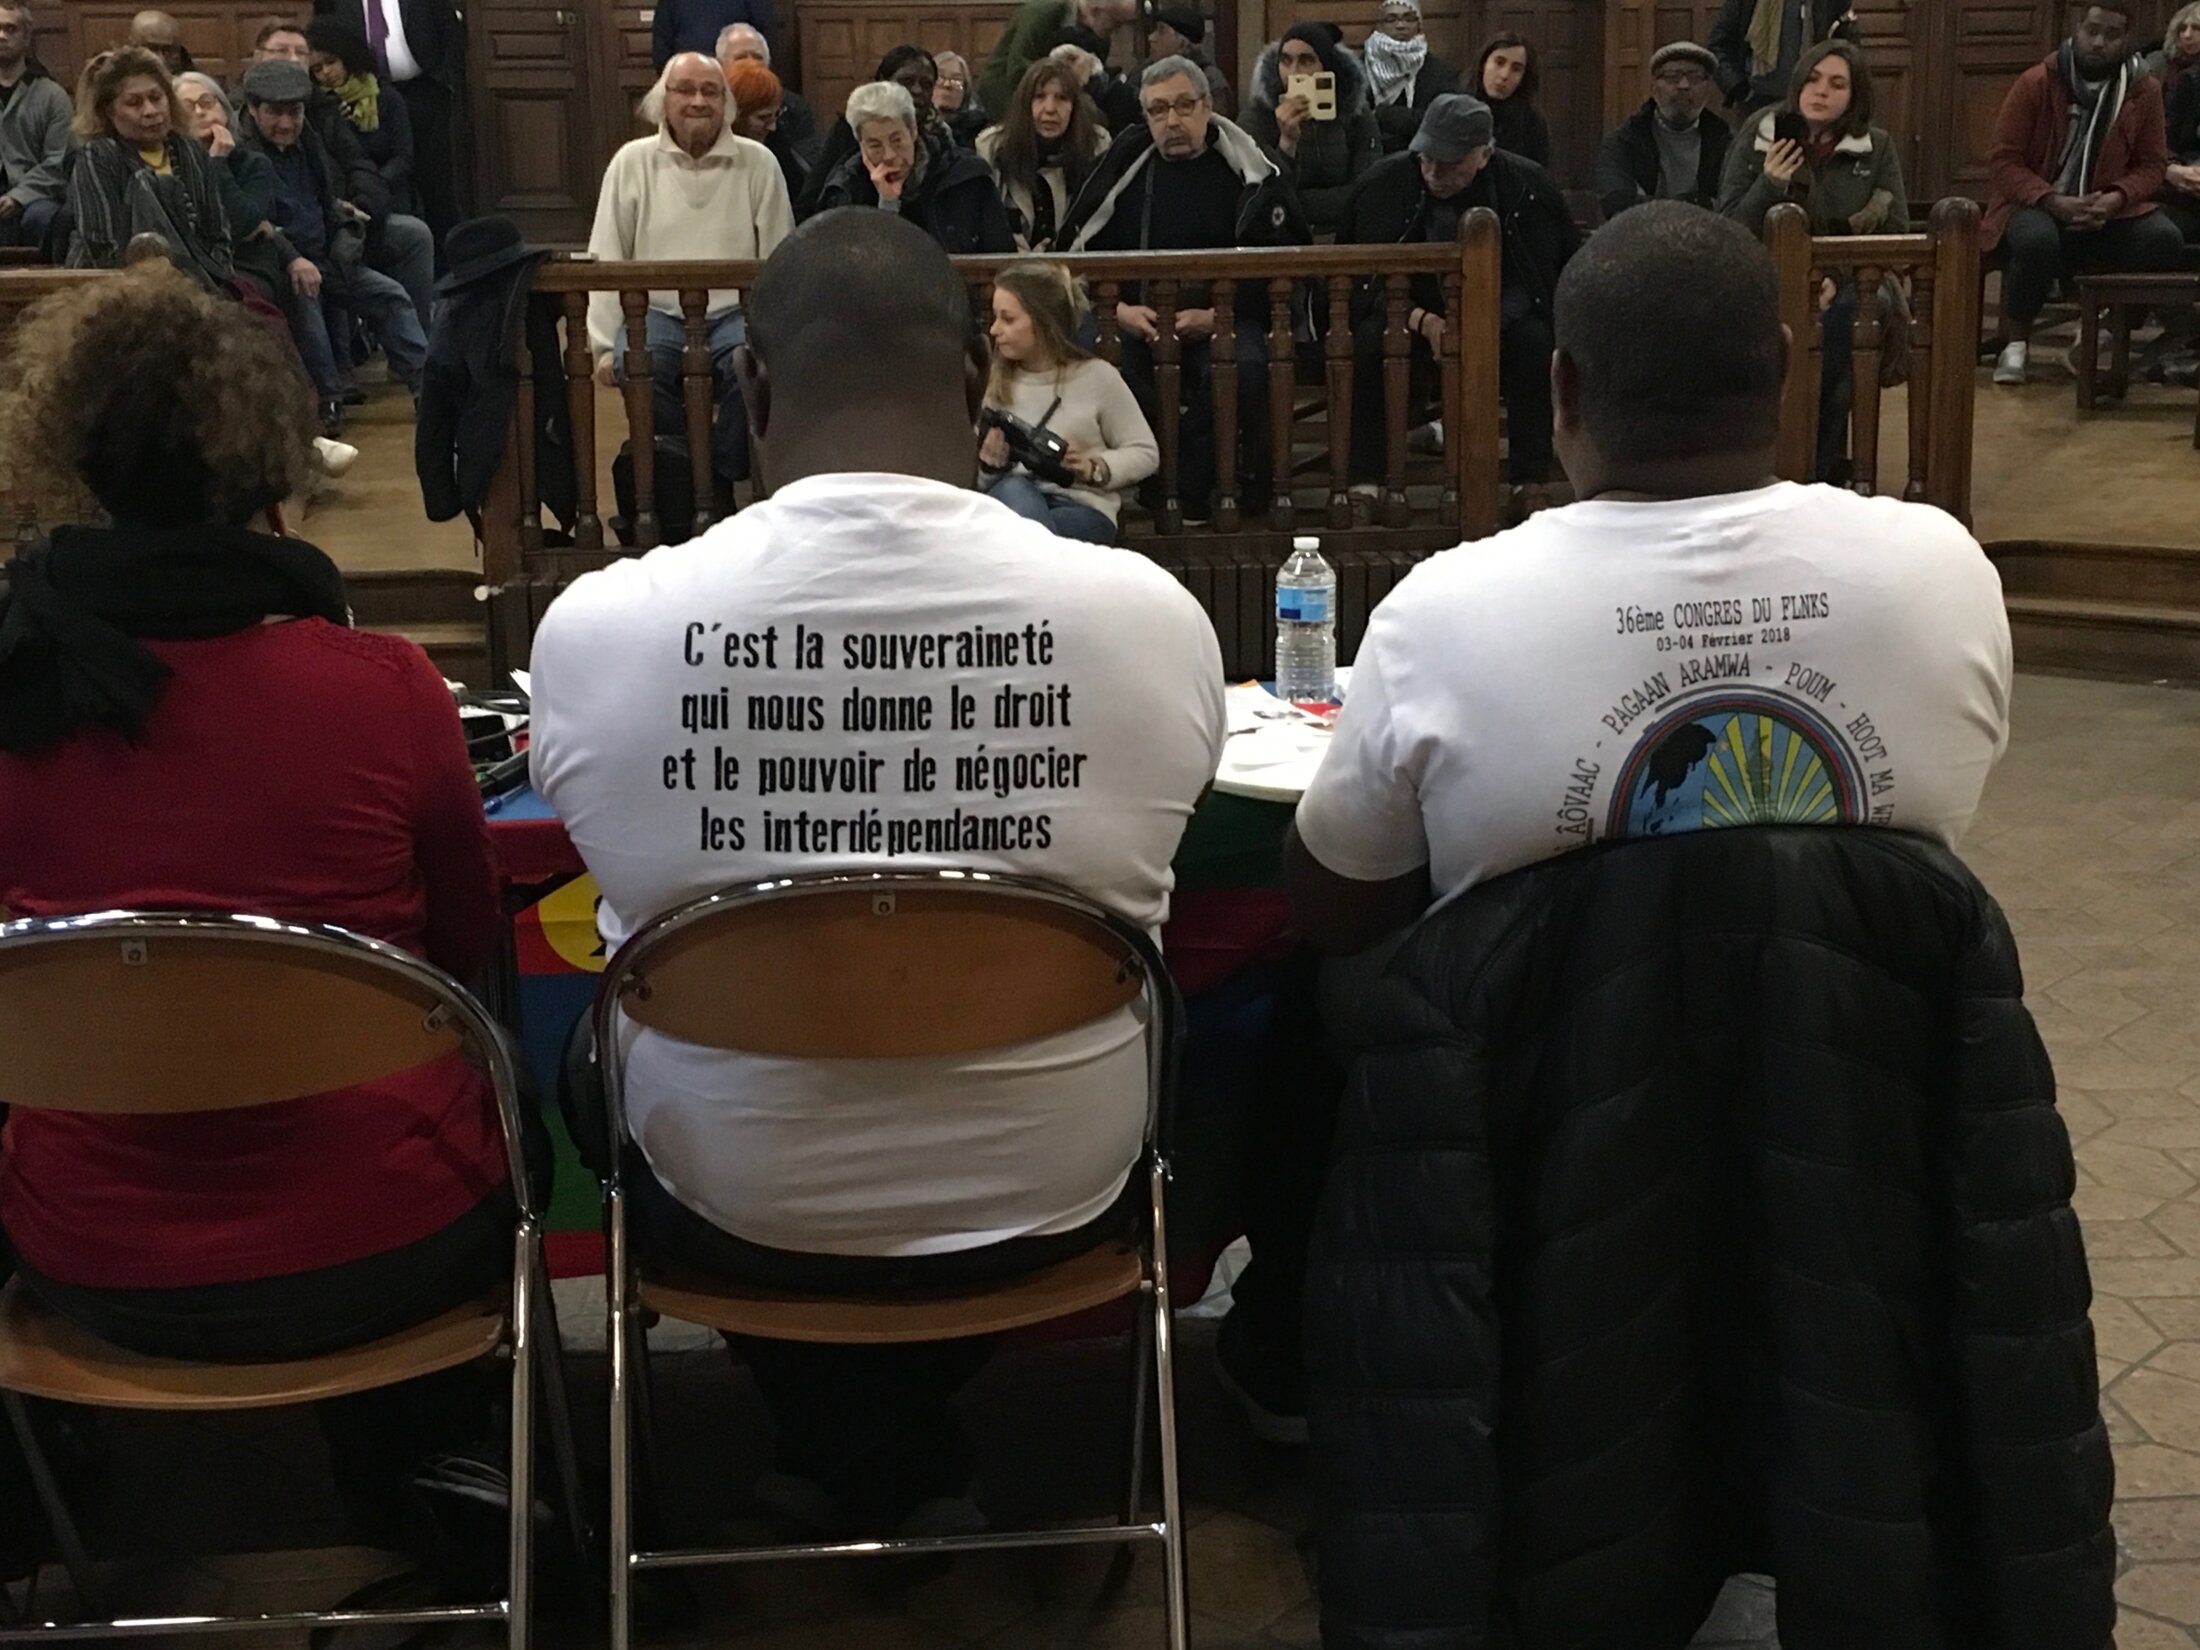 C'est la souveraineté
qui nous donne le droit
et le pouvoir de négocier
les interdépendances
36ème CONGRES DU FLNKS
03-04 Février 2018
ÂÔVAAC - PAGAAN ARAMWA - POUM - HOOT MA